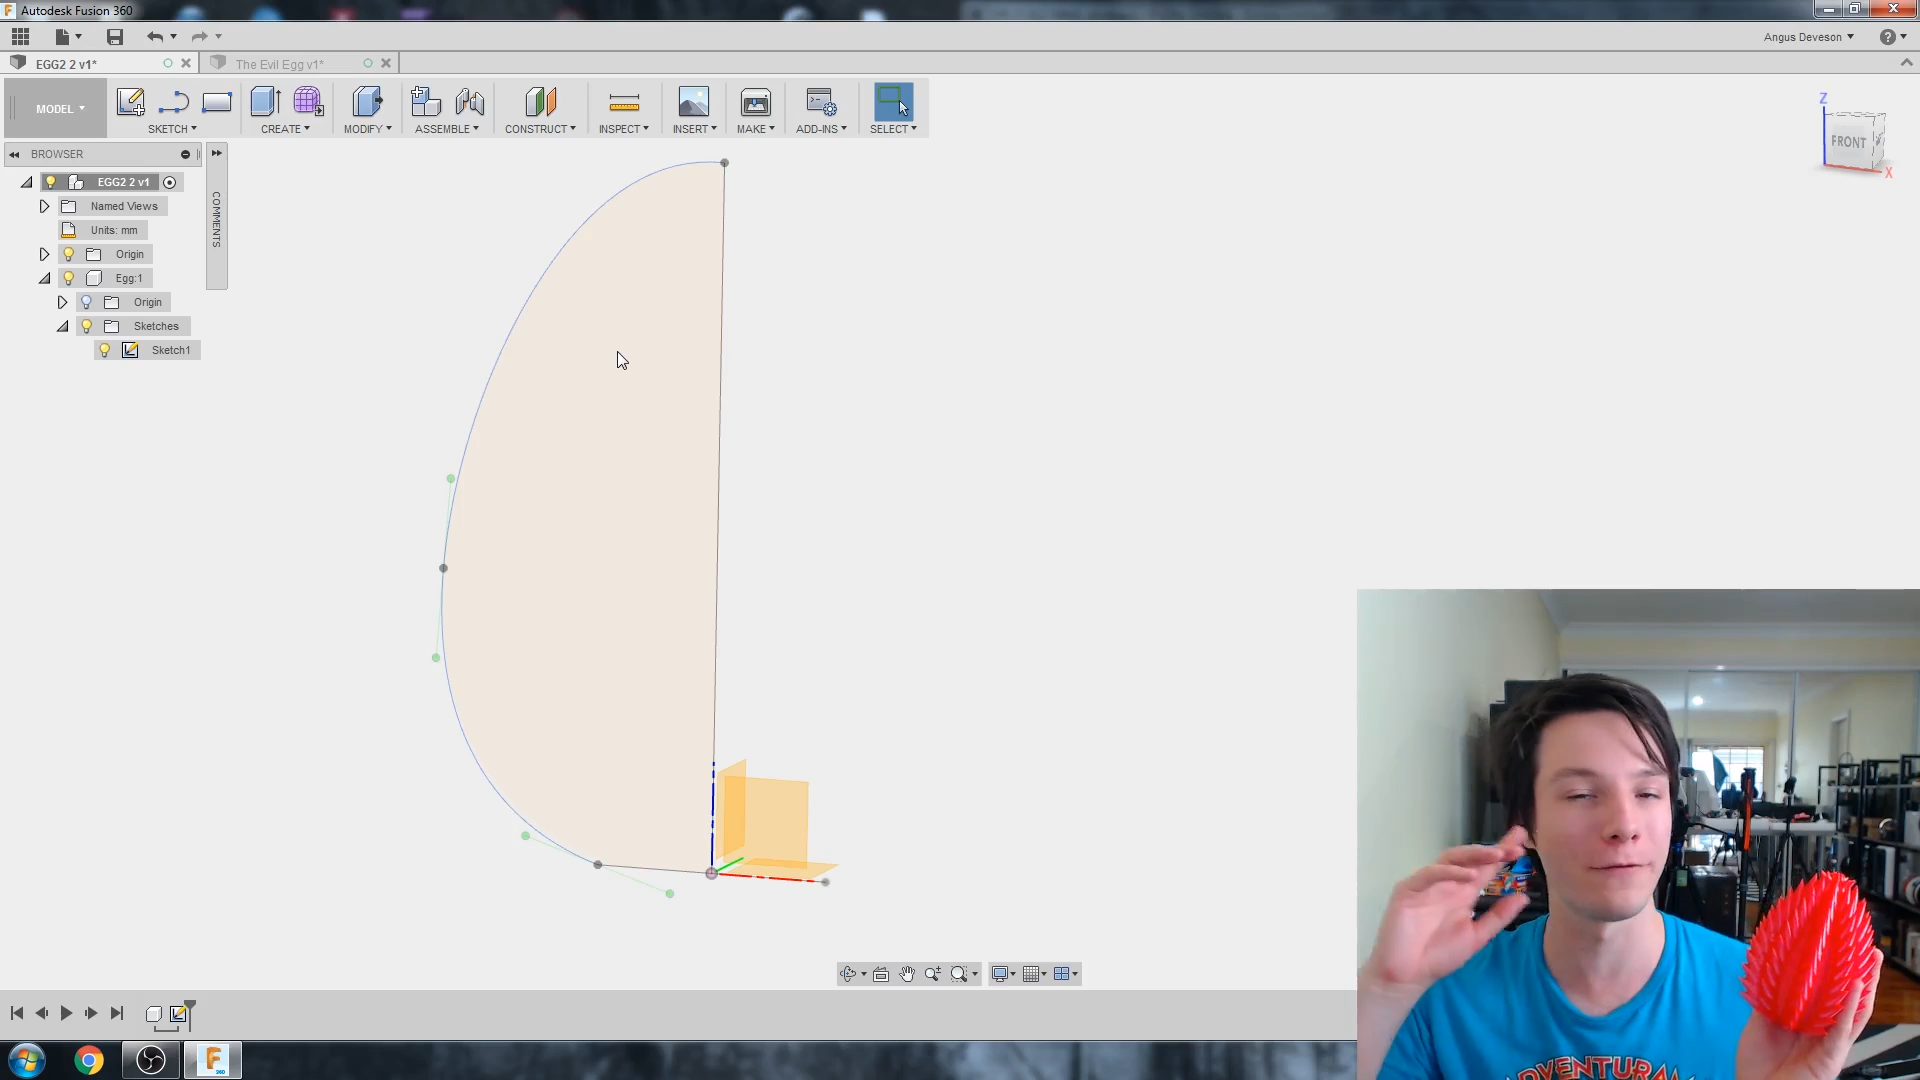 Autodesk Fusion 360
Angus Deveson
EGG2 2 v1*
The Evil Egg v1*
MODEL
SKETCH
CREATE
MODIFY
ASSEMBLE
CONSTRUCT
INSPECT
INSERT
MAKE
ADD-INS
SELECT
BROWSER
EGG2 2 v1
Named Views
Units: mm
Origin
Egg:1
Origin
Sketches
Sketch1
COMMENTS
Z
FRONT
X
F
360